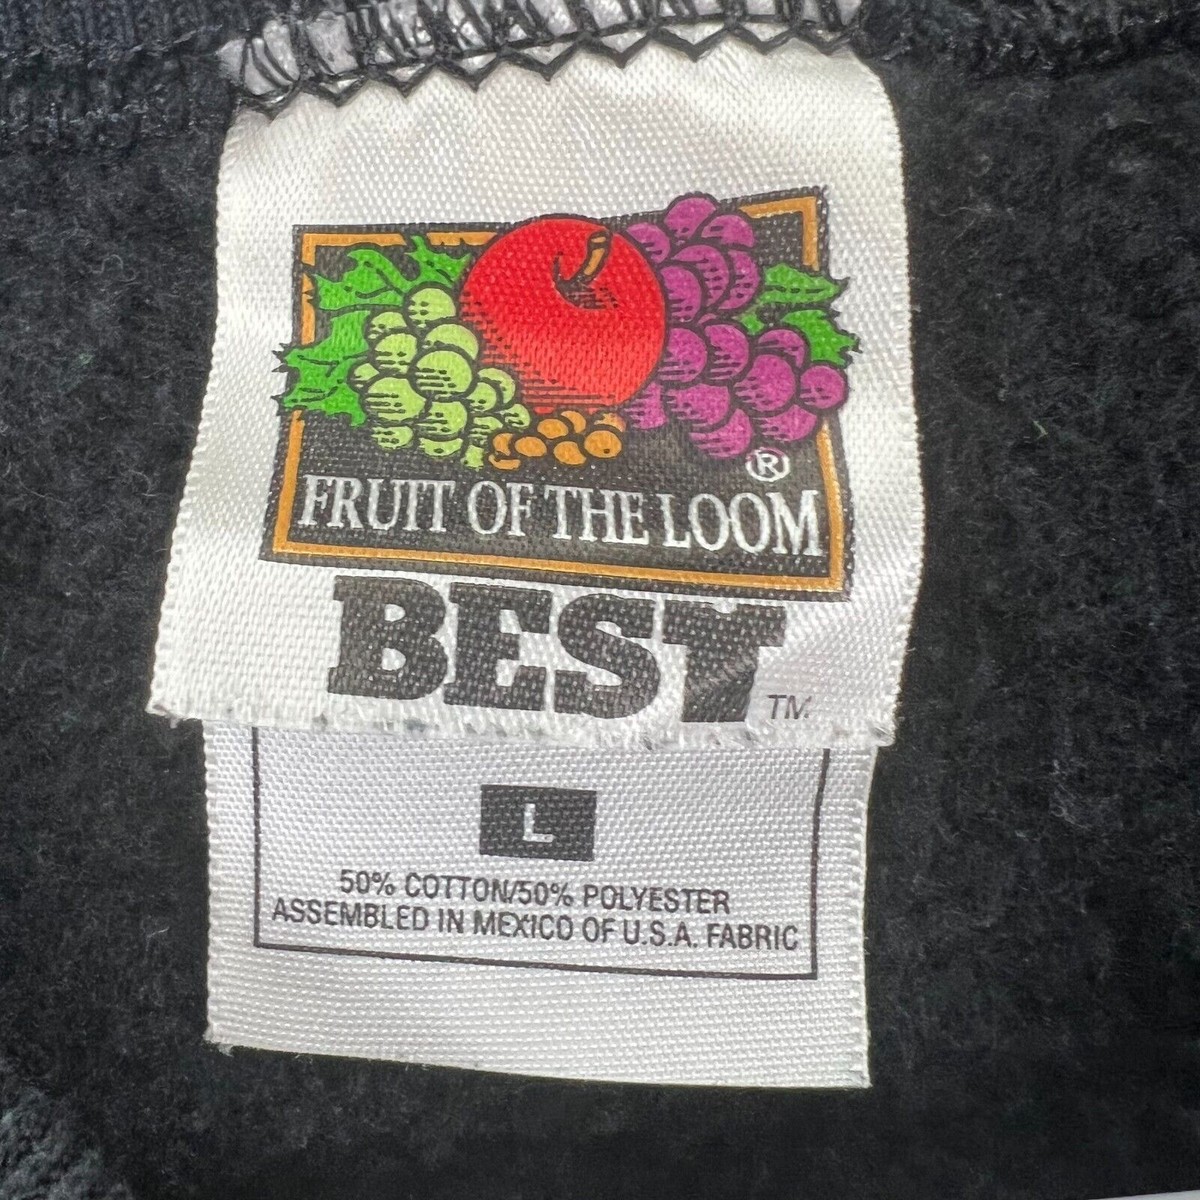 ®
FRUIT OF THE LOOM
BEST TM
L
50% COTTON/50% POLYESTER
ASSEMBLED IN MEXICO OF U.S.A. FABRIC